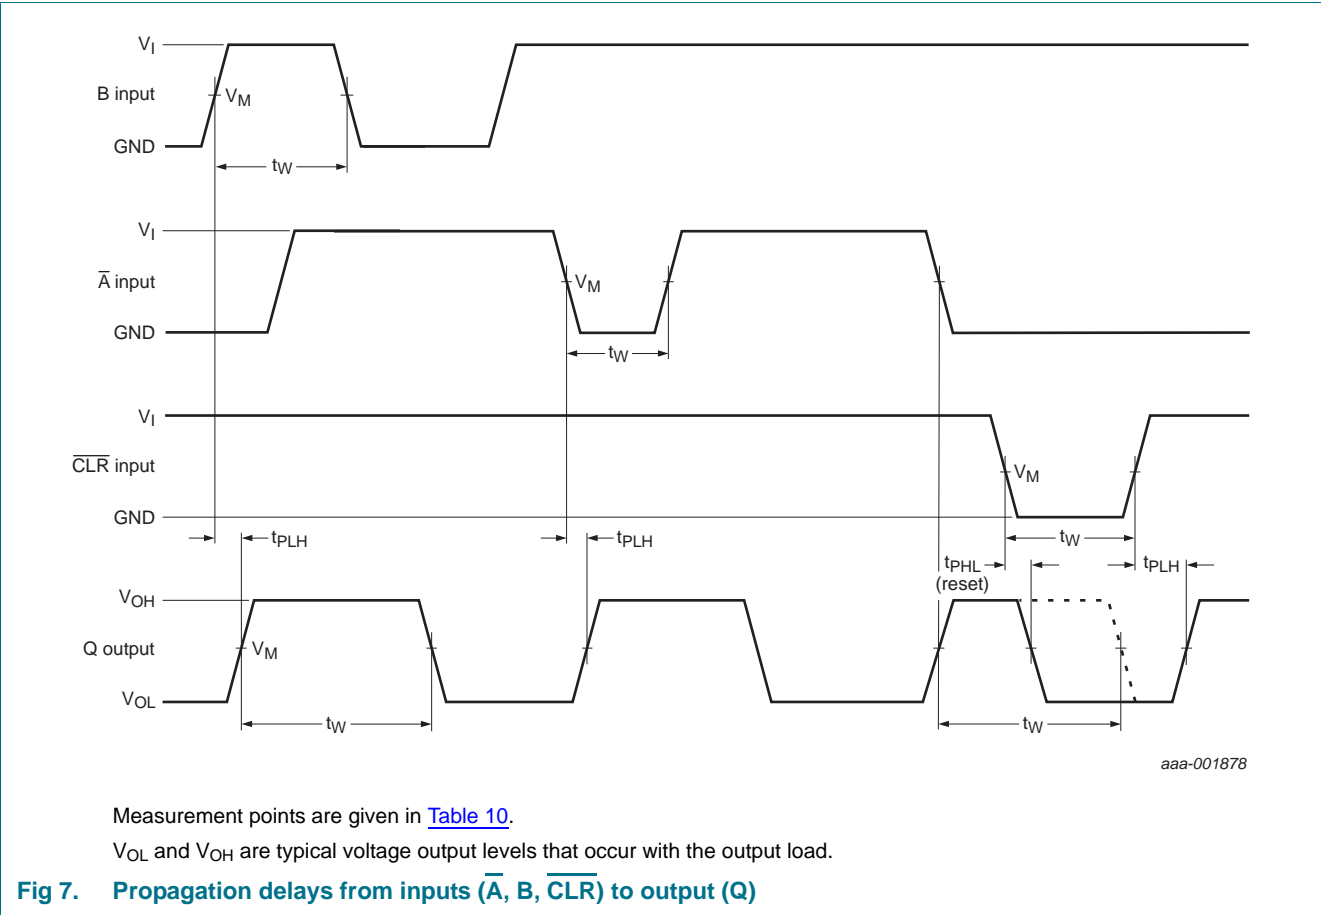 VI
B input
VM
GND
tW
VI
A̅ input
VM
GND
tW
VI
C̅L̅R̅ input
VM
GND
tPLH
tPLH
tW
tPHL
(reset)
tPLH
VOH
Q output
VM
VOL
tW
tW
aaa-001878
Measurement points are given in Table 10.
VOL and VOH are typical voltage output levels that occur with the output load.
Fig 7. Propagation delays from inputs (A̅, B, C̅L̅R̅) to output (Q)